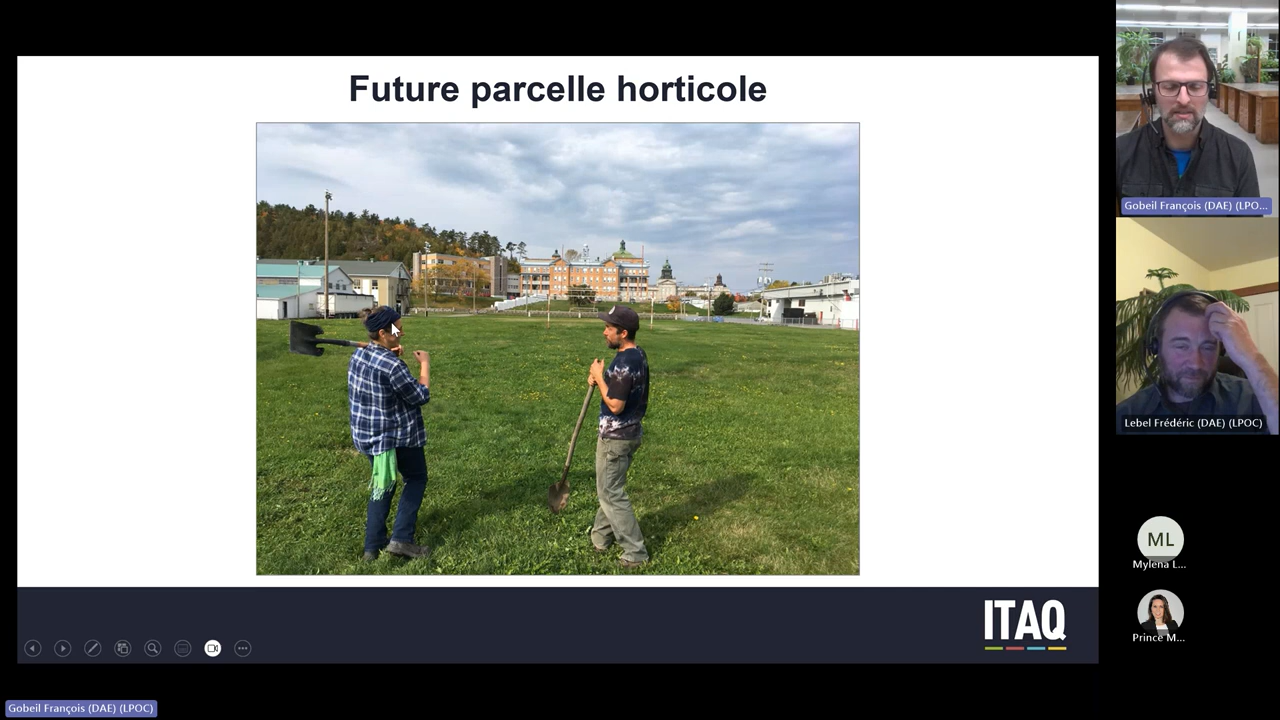 Future parcelle horticole
ITAQ
Gobeil François (DAE) (LPO...
Lebel Frédéric (DAE) (LPOC)
ML
Mylena L...
Prince M...
Gobeil François (DAE) (LPOC)